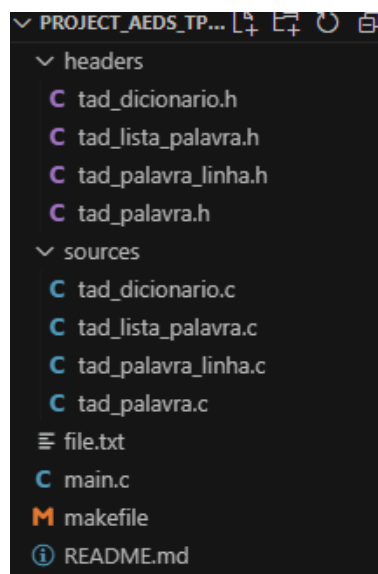 PROJECT_AEDS_TP...
headers
C tad_dicionario.h
C tad_lista_palavra.h
C tad_palavra_linha.h
C tad_palavra.h
sources
C tad_dicionario.c
C tad_lista_palavra.c
C tad_palavra_linha.c
C tad_palavra.c
file.txt
C main.c
M makefile
README.md